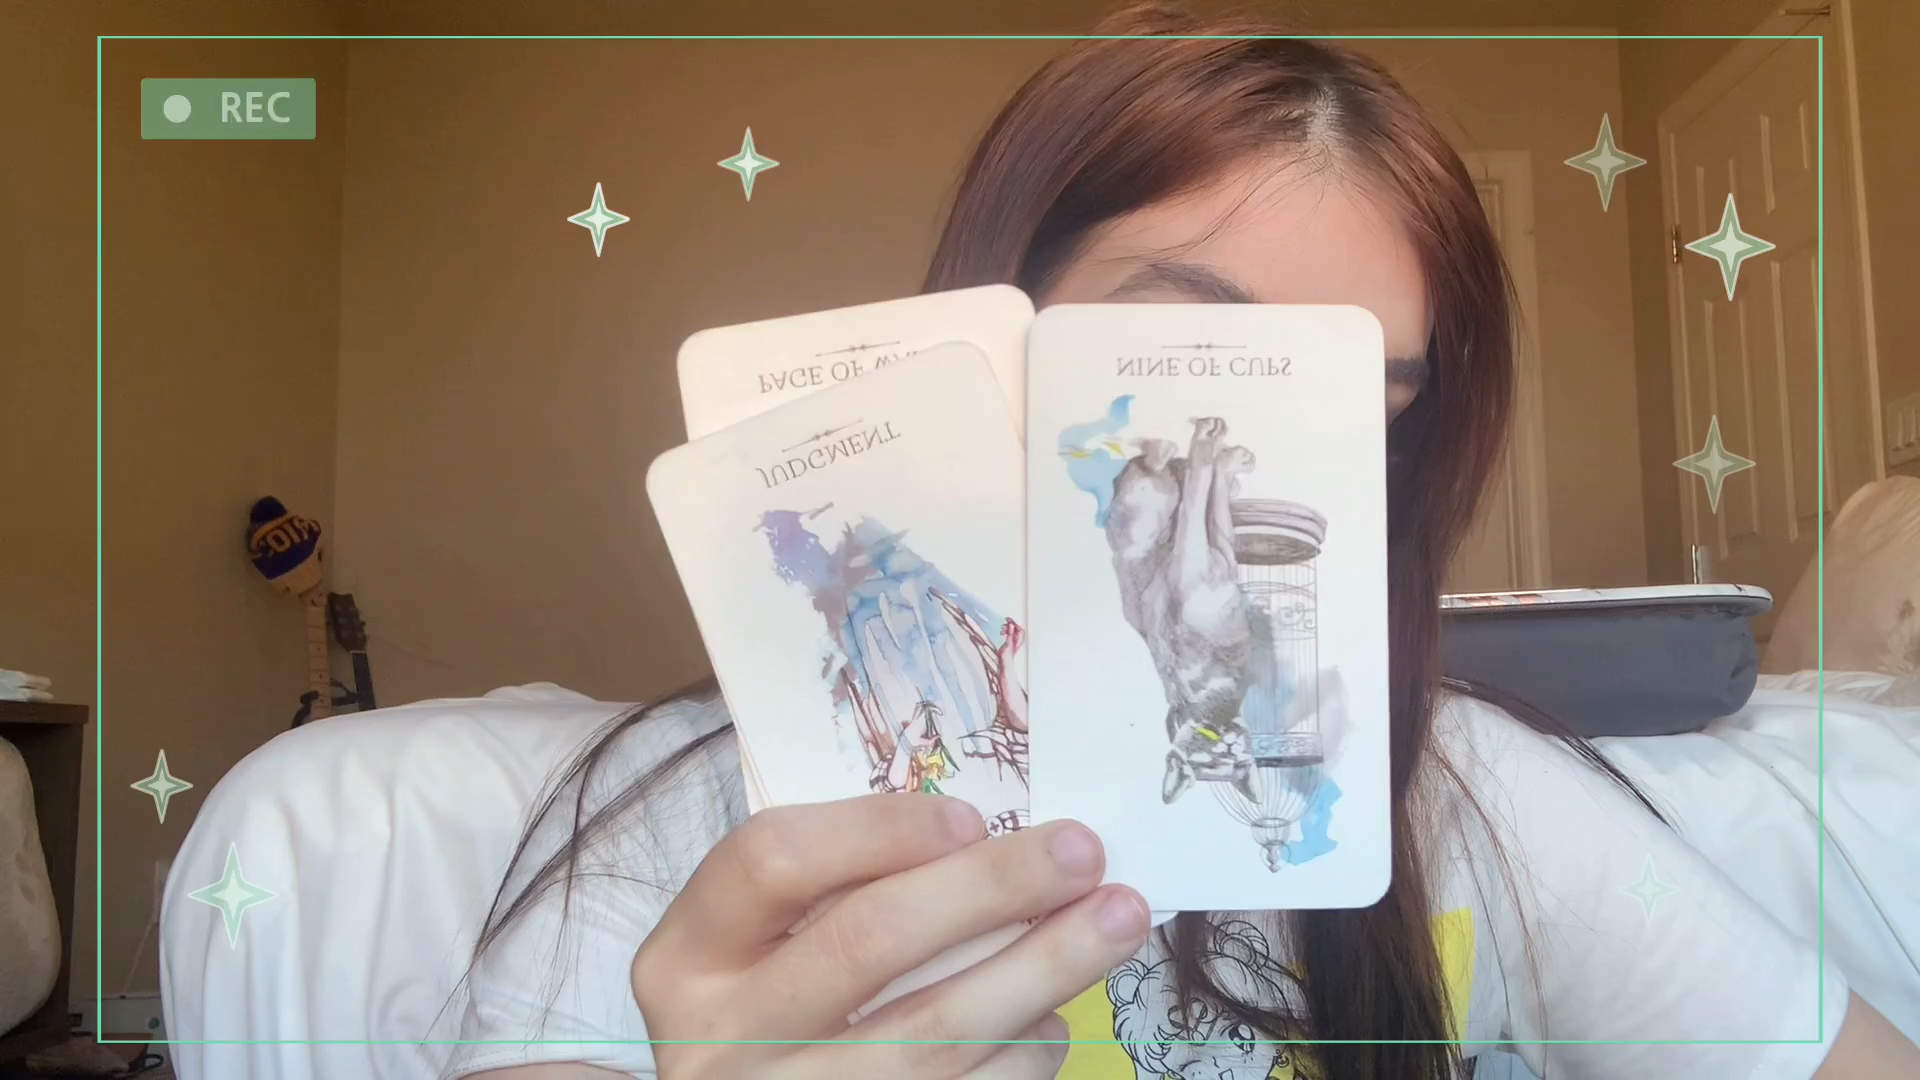 REC
PAGE OF
NINE OF CUPS
JUDGMENT